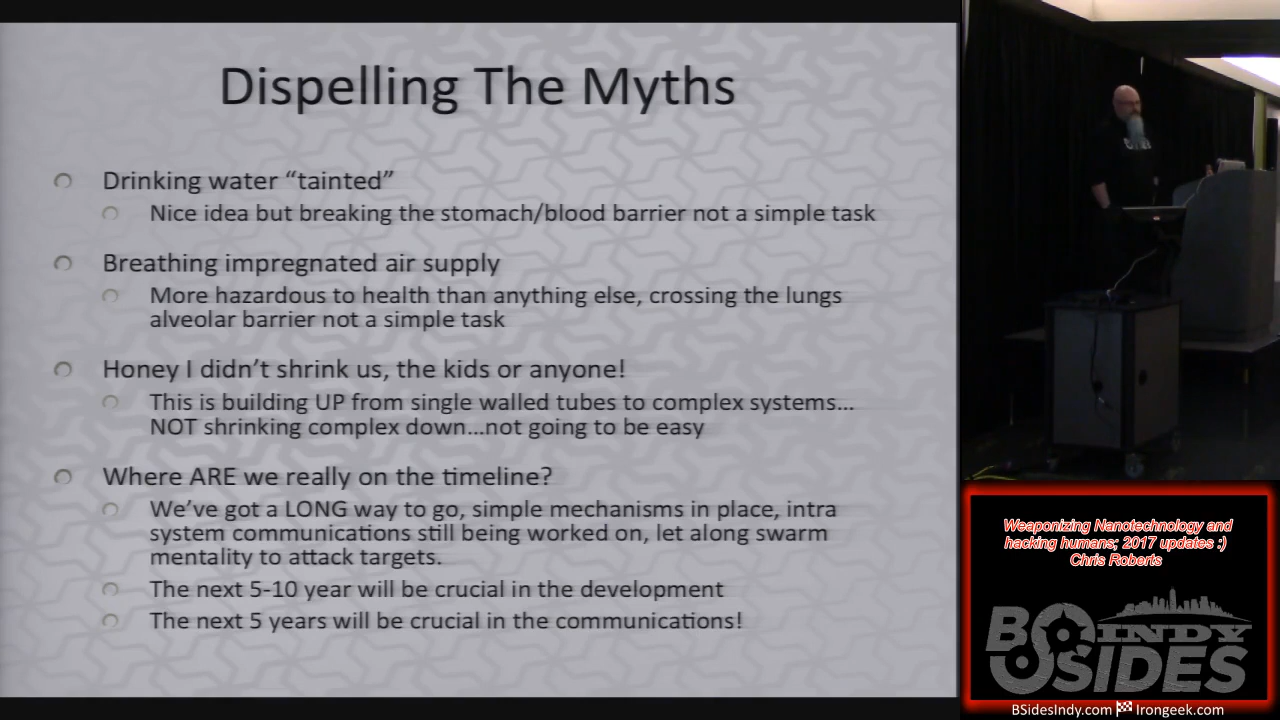 Dispelling The Myths
Drinking water “tainted”
Nice idea but breaking the stomach/blood barrier not a simple task
Breathing impregnated air supply
More hazardous to health than anything else, crossing the lungs
alveolar barrier not a simple task
Honey I didn’t shrink us, the kids or anyone!
This is building UP from single walled tubes to complex systems…
NOT shrinking complex down…not going to be easy
Where ARE we really on the timeline?
We’ve got a LONG way to go, simple mechanisms in place, intra
system communications still being worked on, let along swarm
mentality to attack targets.
The next 5-10 year will be crucial in the development
The next 5 years will be crucial in the communications!
Weaponizing Nanotechnology and
hacking humans; 2017 updates :)
Chris Roberts
BSIDES
INDY
BSidesIndy.com Irongeek.com